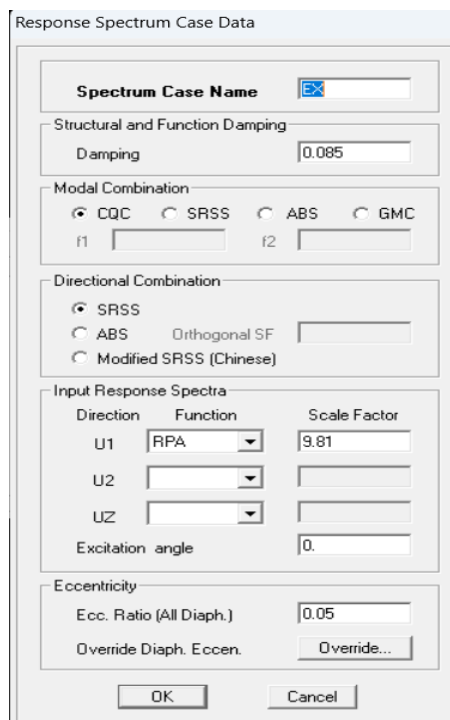 Response Spectrum Case Data
Spectrum Case Name EX
Structural and Function Damping
Damping 0.085
Modal Combination
CQC SRSS ABS GMC
f1 f2
Directional Combination
SRSS
ABS Orthogonal SF
Modified SRSS (Chinese)
Input Response Spectra
Direction Function Scale Factor
U1 RPA 9.81
U2
UZ
Excitation angle 0.
Eccentricity
Ecc. Ratio (All Diaph.) 0.05
Override Diaph. Eccen. Override...
OK Cancel